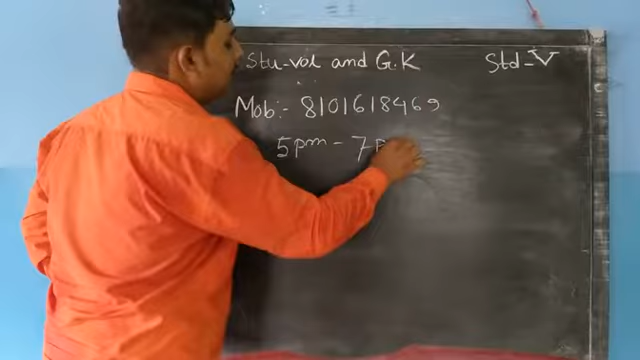 Stu-vol and G.K
Std-V
Mob:- 8101618469
5pm - 7p